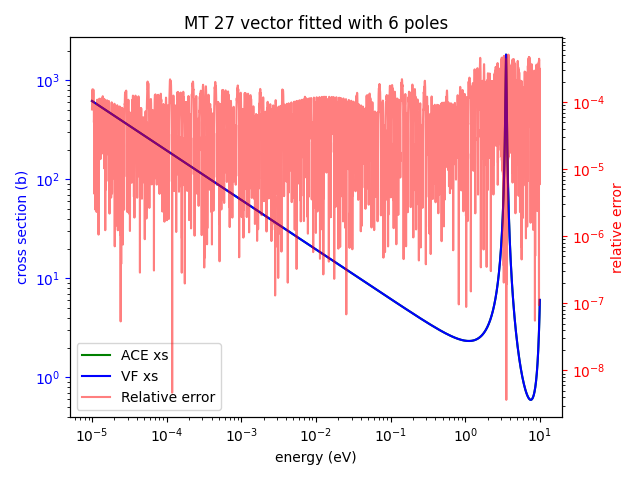 MT 27 vector fitted with 6 poles
cross section (b)
10³
10²
10¹
10⁰
10⁻⁴
10⁻⁵
10⁻⁶
10⁻⁷
10⁻⁸
relative error
ACE xs
VF xs
Relative error
10⁻⁵ 10⁻⁴ 10⁻³ 10⁻² 10⁻¹ 10⁰ 10¹
energy (eV)